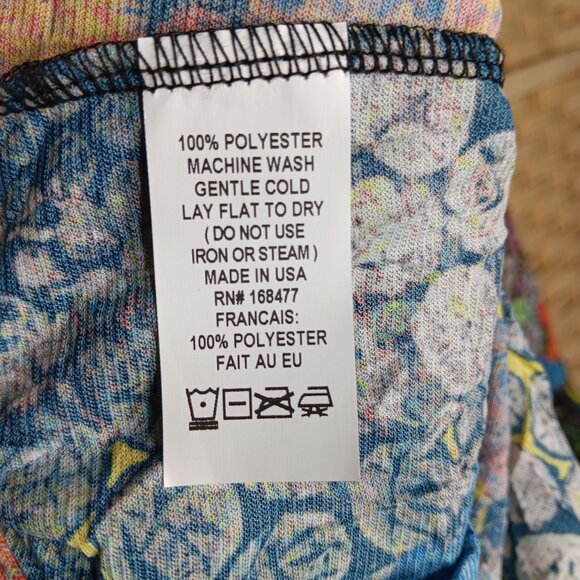 100% POLYESTER
MACHINE WASH
GENTLE COLD
LAY FLAT TO DRY
( DO NOT USE
IRON OR STEAM )
MADE IN USA
RN# 168477
FRANCAIS:
100% POLYESTER
FAIT AU EU